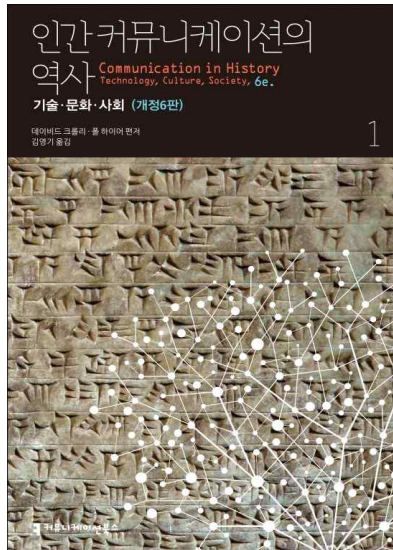 인간커뮤니케이션의
역사 Communication in History
Technology, Culture, Society, 6e.
기술·문화·사회 (개정6판)
데이비드 크롤리·폴 하이어 편저
김영기 옮김
1
커뮤니케이션북스